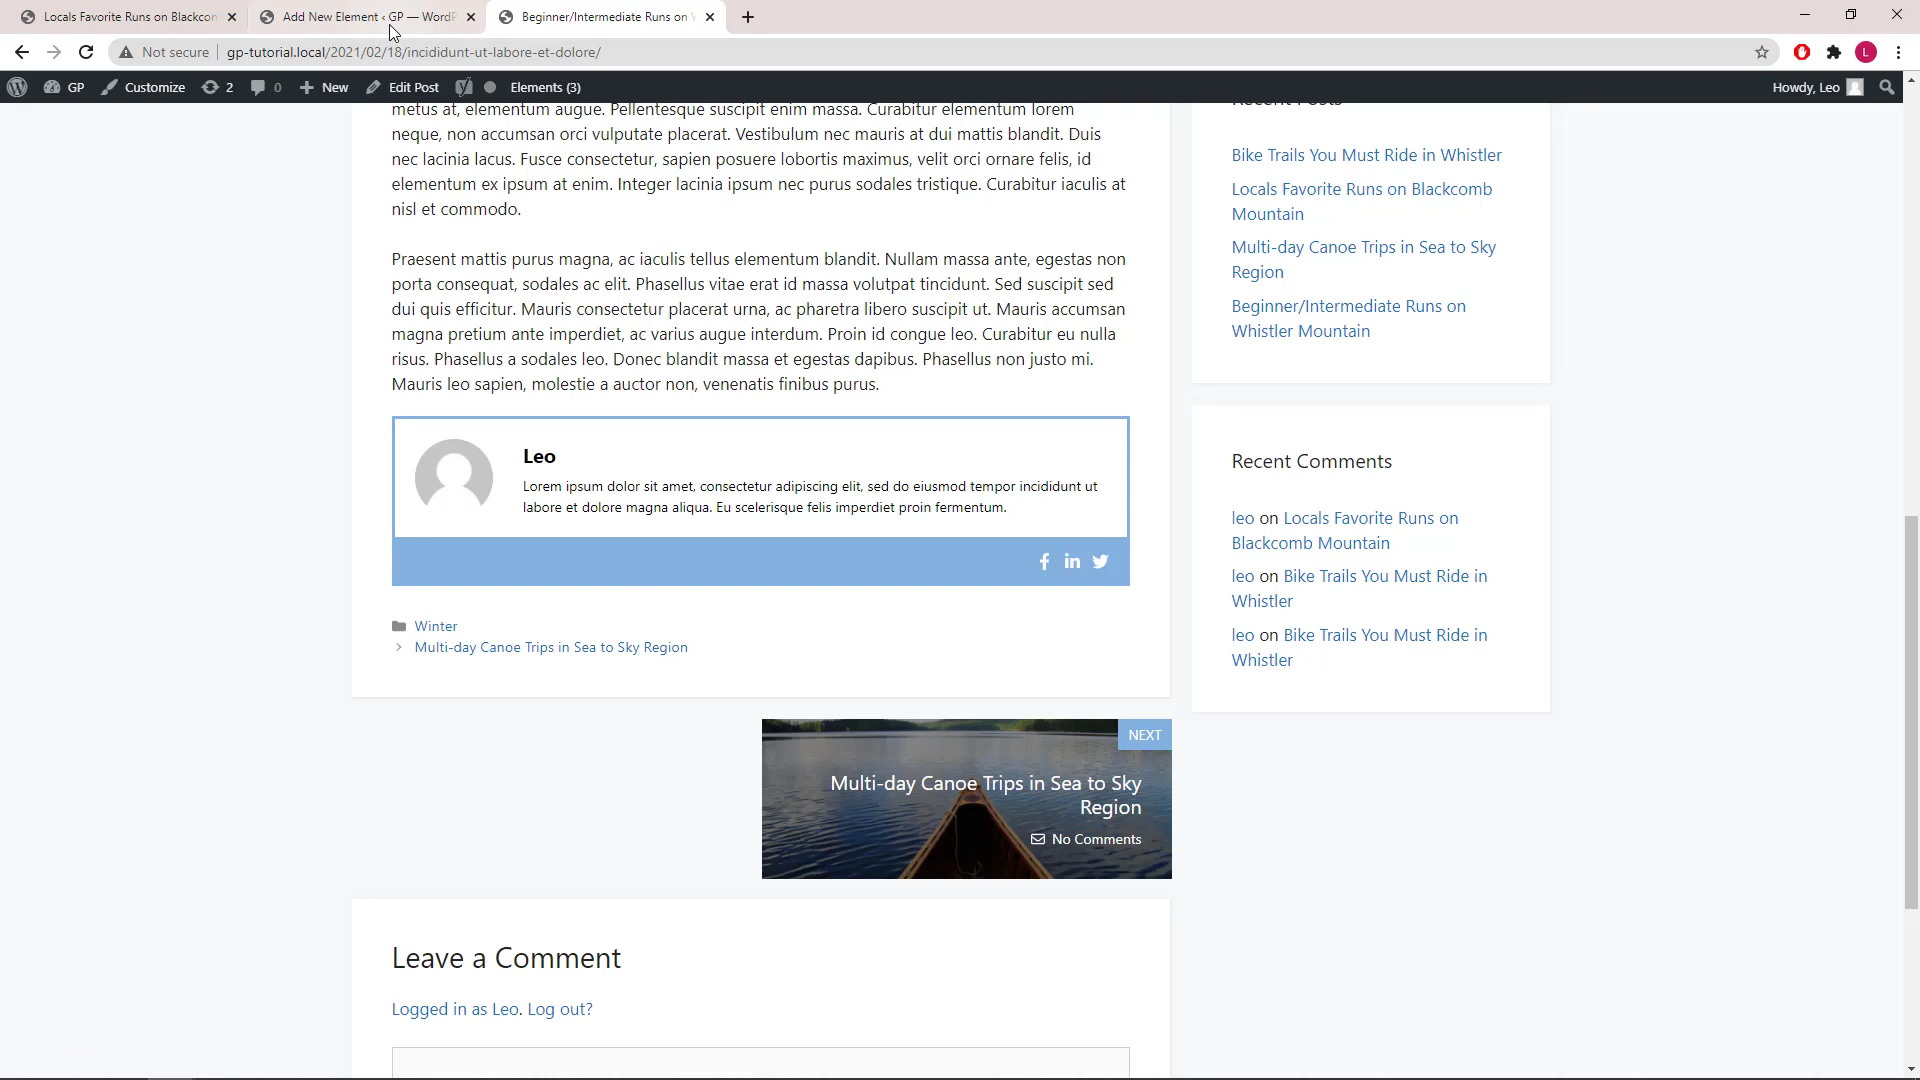 Locals Favorite Runs on Blackcom
Add New Element ‹ GP — WordP
Beginner/Intermediate Runs on W
Not secure
gp-tutorial.local/2021/02/18/incididunt-ut-labore-et-dolore/
L
GP
Customize
2
0
New
Edit Post
Elements (3)
Howdy, Leo
metus at, elementum augue. Pellentesque suscipit enim massa. Curabitur elementum lorem
neque, non accumsan orci vulputate placerat. Vestibulum nec mauris at dui mattis blandit. Duis
nec lacinia lacus. Fusce consectetur, sapien posuere lobortis maximus, velit orci ornare felis, id
elementum ex ipsum at enim. Integer lacinia ipsum nec purus sodales tristique. Curabitur iaculis at
nisl et commodo.
Praesent mattis purus magna, ac iaculis tellus elementum blandit. Nullam massa ante, egestas non
porta consequat, sodales ac elit. Phasellus vitae erat id massa volutpat tincidunt. Sed suscipit sed
dui quis efficitur. Mauris consectetur placerat urna, ac pharetra libero suscipit ut. Mauris accumsan
magna pretium ante imperdiet, ac varius augue interdum. Proin id congue leo. Curabitur eu nulla
risus. Phasellus a sodales leo. Donec blandit massa et egestas dapibus. Phasellus non justo mi.
Mauris leo sapien, molestie a auctor non, venenatis finibus purus.
Leo
Lorem ipsum dolor sit amet, consectetur adipiscing elit, sed do eiusmod tempor incididunt ut
labore et dolore magna aliqua. Eu scelerisque felis imperdiet proin fermentum.
Winter
Multi-day Canoe Trips in Sea to Sky Region
NEXT
Multi-day Canoe Trips in Sea to Sky
Region
No Comments
Leave a Comment
Logged in as Leo. Log out?
Recent Posts
Bike Trails You Must Ride in Whistler
Locals Favorite Runs on Blackcomb
Mountain
Multi-day Canoe Trips in Sea to Sky
Region
Beginner/Intermediate Runs on
Whistler Mountain
Recent Comments
leo on Locals Favorite Runs on
Blackcomb Mountain
leo on Bike Trails You Must Ride in
Whistler
leo on Bike Trails You Must Ride in
Whistler